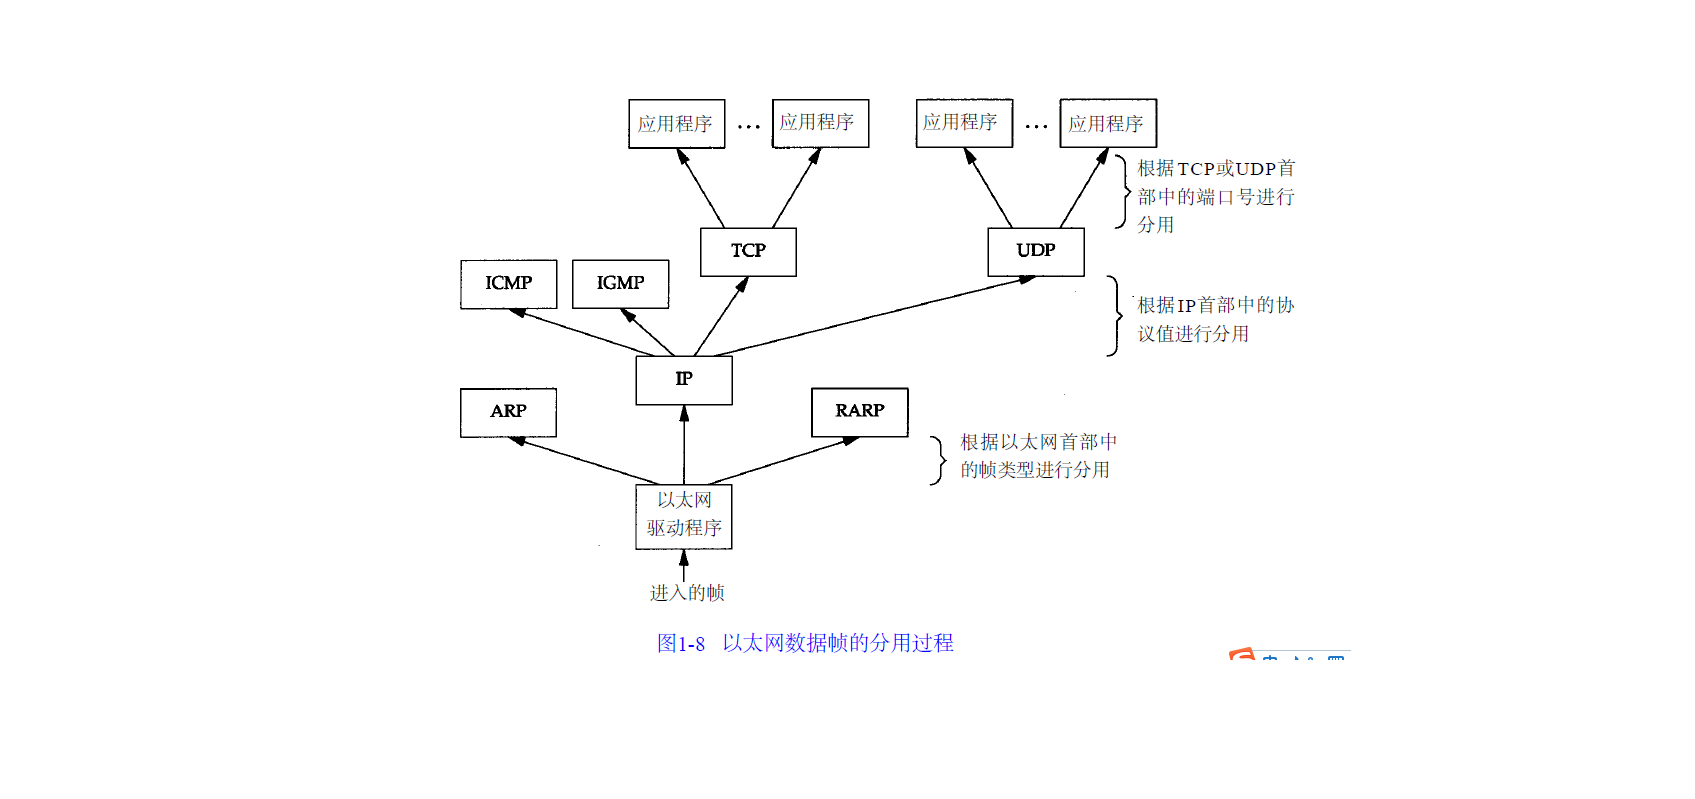 应用程序 … 应用程序 应用程序 … 应用程序
根据TCP或UDP首
部中的端口号进行
分用
TCP UDP
ICMP IGMP
根据IP首部中的协
议值进行分用
IP
ARP RARP
根据以太网首部中
的帧类型进行分用
以太网
驱动程序
进入的帧
图1-8 以太网数据帧的分用过程